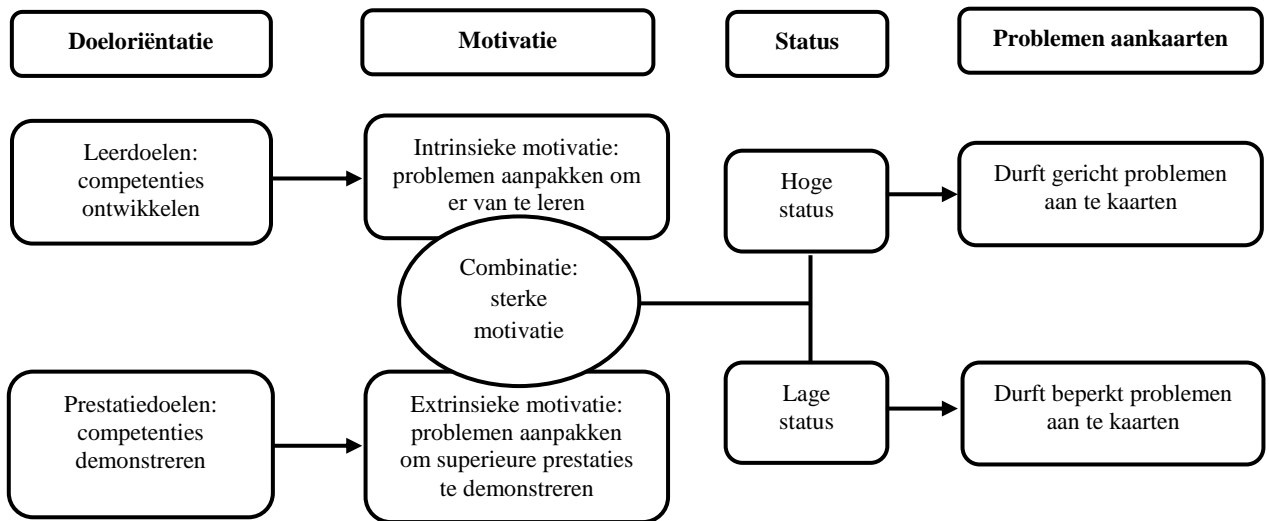 Doeloriëntatie
Motivatie
Status
Problemen aankaarten
Leerdoelen:
competenties
ontwikkelen
Intrinsieke motivatie:
problemen aanpakken om
er van te leren
Hoge
status
Durft gericht problemen
aan te kaarten
Combinatie:
sterke
motivatie
Prestatiedoelen:
competenties
demonstreren
Extrinsieke motivatie:
problemen aanpakken
om superieure prestaties
te demonstreren
Lage
status
Durft beperkt problemen
aan te kaarten